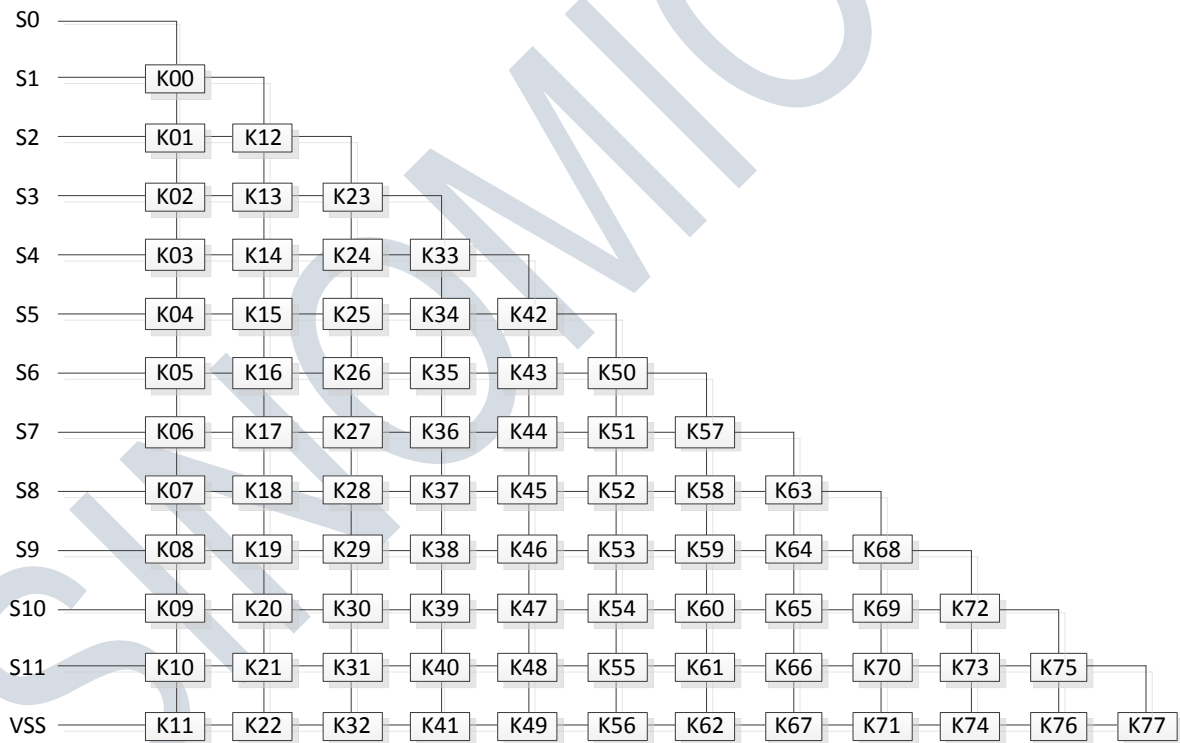 S0
S1 K00
S2 K01 K12
S3 K02 K13 K23
S4 K03 K14 K24 K33
S5 K04 K15 K25 K34 K42
S6 K05 K16 K26 K35 K43 K50
S7 K06 K17 K27 K36 K44 K51 K57
S8 K07 K18 K28 K37 K45 K52 K58 K63
S9 K08 K19 K29 K38 K46 K53 K59 K64 K68
S10 K09 K20 K30 K39 K47 K54 K60 K65 K69 K72
S11 K10 K21 K31 K40 K48 K55 K61 K66 K70 K73 K75
VSS K11 K22 K32 K41 K49 K56 K62 K67 K71 K74 K76 K77
SINOMIC